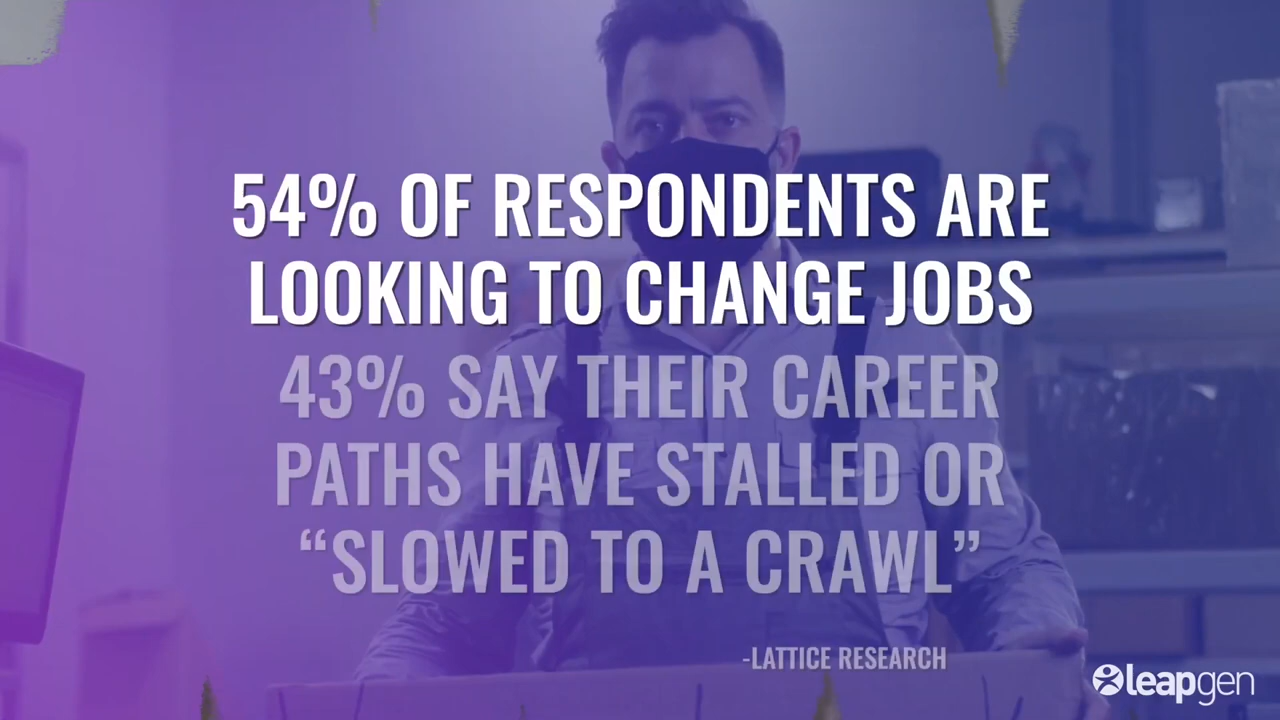 54% OF RESPONDENTS ARE
LOOKING TO CHANGE JOBS
43% SAY THEIR CAREER
PATHS HAVE STALLED OR
“SLOWED TO A CRAWL”
-LATTICE RESEARCH
leapgen